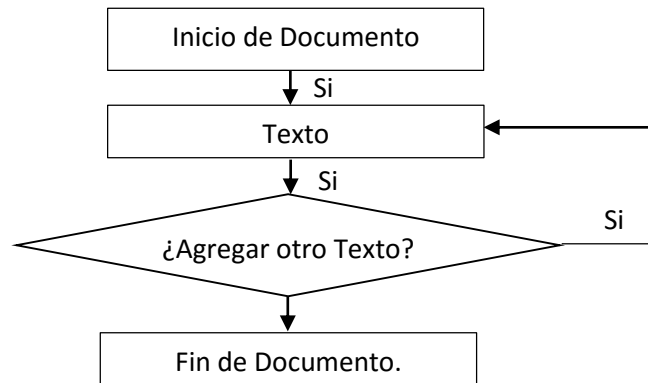 Inicio de Documento
Si
Texto
Si
¿Agregar otro Texto?
Si
Fin de Documento.